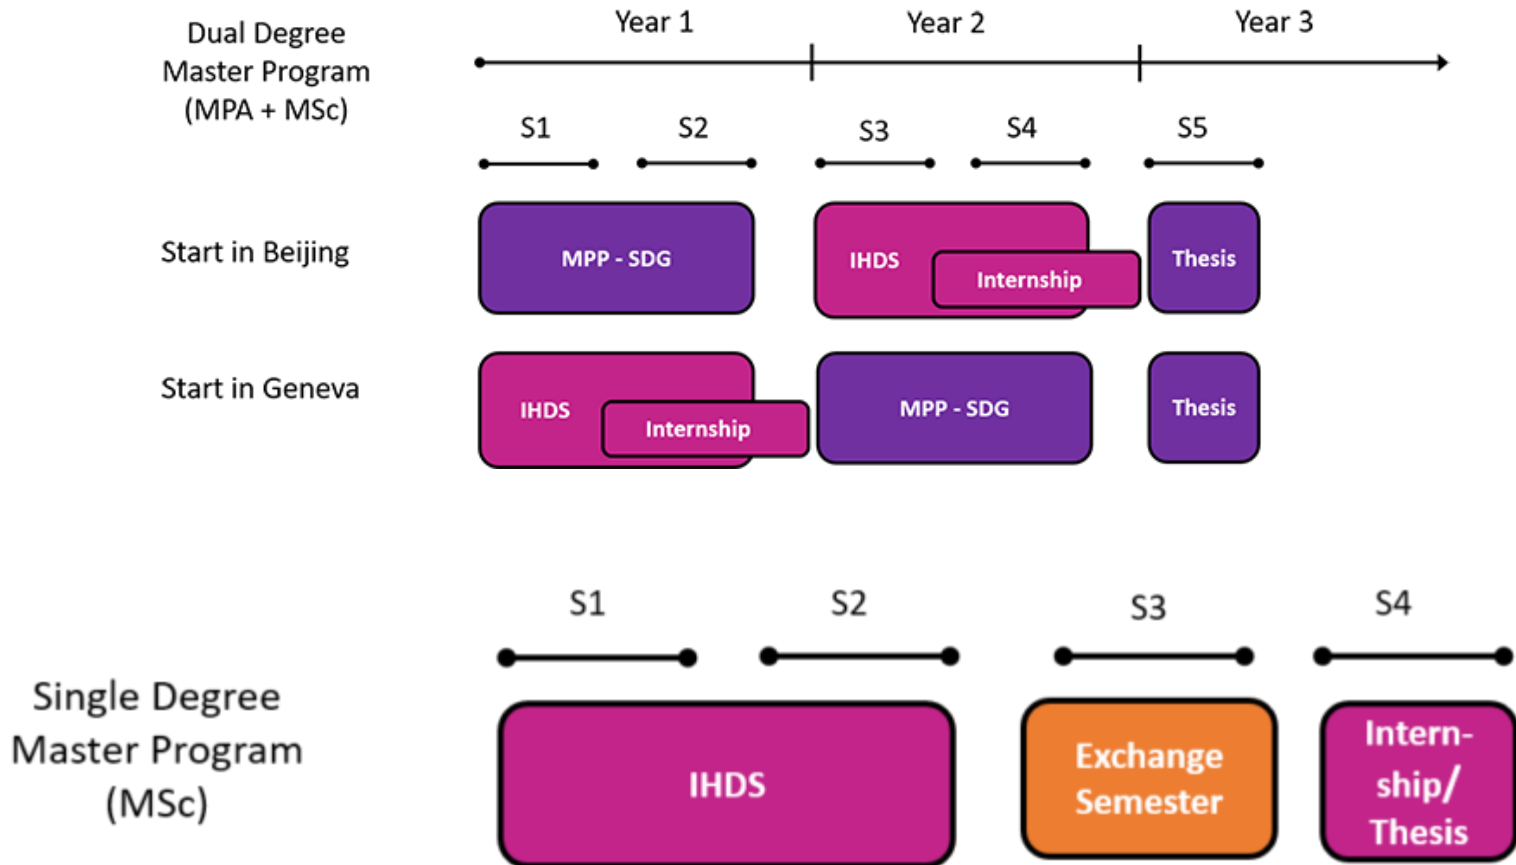 Dual Degree
Master Program
(MPA + MSc)
Year 1
Year 2
Year 3
S1
S2
S3
S4
S5
Start in Beijing
MPP - SDG
IHDS
Internship
Thesis
Start in Geneva
IHDS
Internship
MPP - SDG
Thesis
S1
S2
S3
S4
Single Degree
Master Program
(MSc)
IHDS
Exchange
Semester
Intern-
ship/
Thesis